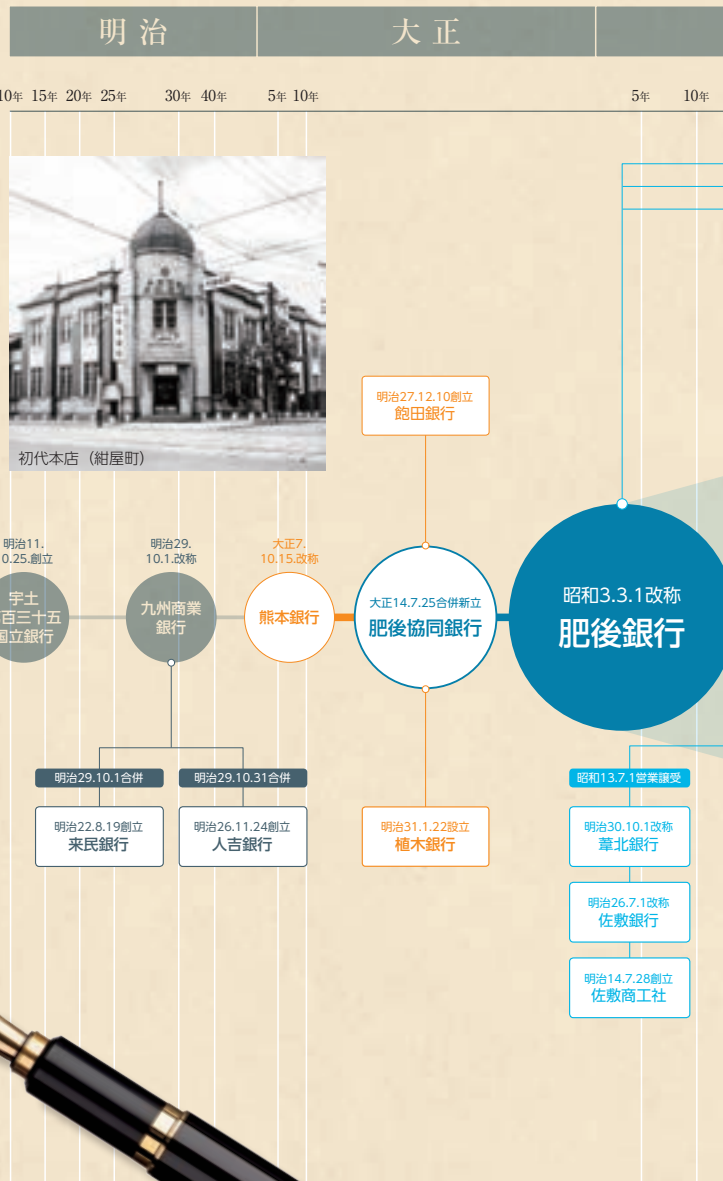 明治
大正
10年 15年 20年 25年 30年 40年 5年 10年 5年 10年
初代本店（紺屋町）
明治27.12.10創立
飽田銀行
明治11.
0.25.創立
宇土
百三十五
国立銀行
明治29.
10.1.改称
九州商業
銀行
大正7.
10.15.改称
熊本銀行
大正14.7.25合併新立
肥後協同銀行
昭和3.3.1改称
肥後銀行
明治29.10.1合併
明治22.8.19創立
来民銀行
明治29.10.31合併
明治26.11.24創立
人吉銀行
明治31.1.22設立
植木銀行
昭和13.7.1営業譲受
明治30.10.1改称
葦北銀行
明治26.7.1改称
佐敷銀行
明治14.7.28創立
佐敷商工社